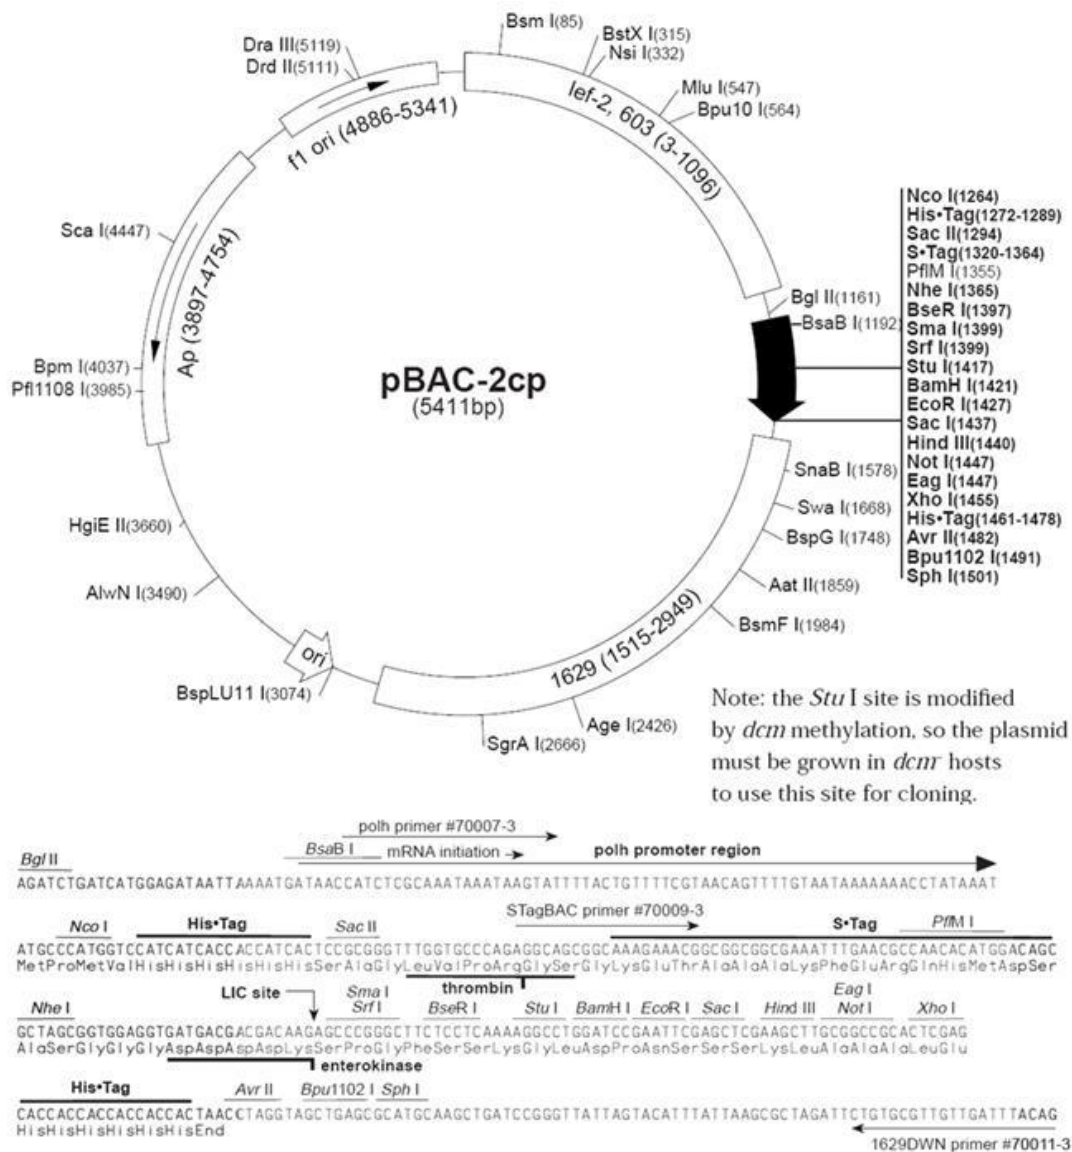 Bsm I(85)
BstX I(315)
Nsi I(332)
Mlu I(547)
Bpu10 I(564)
Dra III(5119)
Drd II(5111)
lef-2, 603 (3-1096)
f1 ori (4886-5341)
Sca I(4447)
Ap (3897-4754)
Bpm I(4037)
Pfl1108 I(3985)
pBAC-2cp
(5411bp)
Bgl II(1161)
BsaB I(1192)
Nco I(1264)
His•Tag(1272-1289)
Sac II(1294)
S•Tag(1320-1364)
PflM I(1355)
Nhe I(1365)
BseR I(1397)
Sma I(1399)
Srf I(1399)
Stu I(1417)
BamH I(1421)
EcoR I(1427)
Sac I(1437)
Hind III(1440)
Not I(1447)
Eag I(1447)
Xho I(1455)
His•Tag(1461-1478)
Avr II(1482)
Bpu1102 I(1491)
Sph I(1501)
SnaB I(1578)
Swa I(1668)
BspG I(1748)
Aat II(1859)
BsmF I(1984)
1629 (1515-2949)
Age I(2426)
SgrA I(2666)
HgiE II(3660)
AlwN I(3490)
ori
BspLU11 I(3074)
Note: the Stu I site is modified
by dcm methylation, so the plasmid
must be grown in dcm⁻ hosts
to use this site for cloning.
polh primer #70007-3
Bgl II BsaB I mRNA initiation polh promoter region
AGATCTGATCATGGAGATAATTAAAATGATAACCATCTCGCAAATAAATAAGTATTTTACTGTTTTCGTAACAGTTTTGTAATAAAAAAACCTATAAAT
STagBAC primer #70009-3
Nco I His•Tag Sac II S•Tag PflM I
ATGCCCATGGTCCATCATCACCACCATCACTCCGCGGGTTTGGTGCCCAGAGGCAGCGGCAAAGAAACGGCGGCGGCGAAATTTGAACGCCAACACATGGACAGC
MetProMetValHisHisHisHisHisHisSerAlaGlyLeuValProArgGlySerGlyLysGluThrAlaAlaAlaLysPheGluArgGlnHisMetAspSer
thrombin
Sma I Eag I
Nhe I LIC site Srf I BseR I Stu I BamH I EcoR I Sac I Hind III Not I Xho I
GCTAGCGGTGGAGGTGATGACGACGACAAGAGCCCGGGCTTCTCCTCAAAAGGCCTGGATCCGAATTCGAGCTCGAAGCTTGCGGCCGCACTCGAG
AlaSerGlyGlyGlyAspAspAspAspLysSerProGlyPheSerSerLysGlyLeuAspProAsnSerSerSerLysLeuAlaAlaAlaLeuGlu
enterokinase
His•Tag Avr II Bpu1102 I Sph I
CACCACCACCACCACCACTAACCTAGGTAGCTGAGCGCATGCAAGCTGATCCGGGTTATTAGTACATTTATTAAGCGCTAGATTCTGTGCGTTGTTGATTTACAG
HisHisHisHisHisHisEnd
1629DWN primer #70011-3